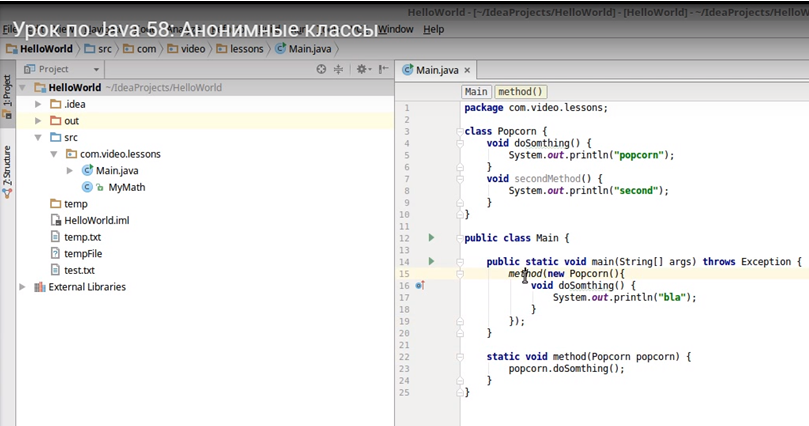 HelloWorld - [~/IdeaProjects/HelloWorld] - [HelloWorld] - .../IdeaProjects/HelloWo
Урок по Java 58: Анонимные классы
Window Help
HelloWorld src com video lessons Main.java
Project
Main.java
1: Project
Z: Structure
HelloWorld ~/IdeaProjects/HelloWorld
.idea
out
src
com.video.lessons
Main.java
MyMath
temp
HelloWorld.iml
temp.txt
tempFile
test.txt
External Libraries
Main method()
1 package com.video.lessons;
2
3 class Popcorn {
4 void doSomthing() {
5 System.out.println("popcorn");
6 }
7 void secondMethod() {
8 System.out.println("second");
9 }
10 }
11
12 public class Main {
13
14 public static void main(String[] args) throws Exception {
15 method(new Popcorn(){
16 void doSomthing() {
17 System.out.println("bla");
18 }
19 });
20 }
21
22 static void method(Popcorn popcorn) {
23 popcorn.doSomthing();
24 }
25 }